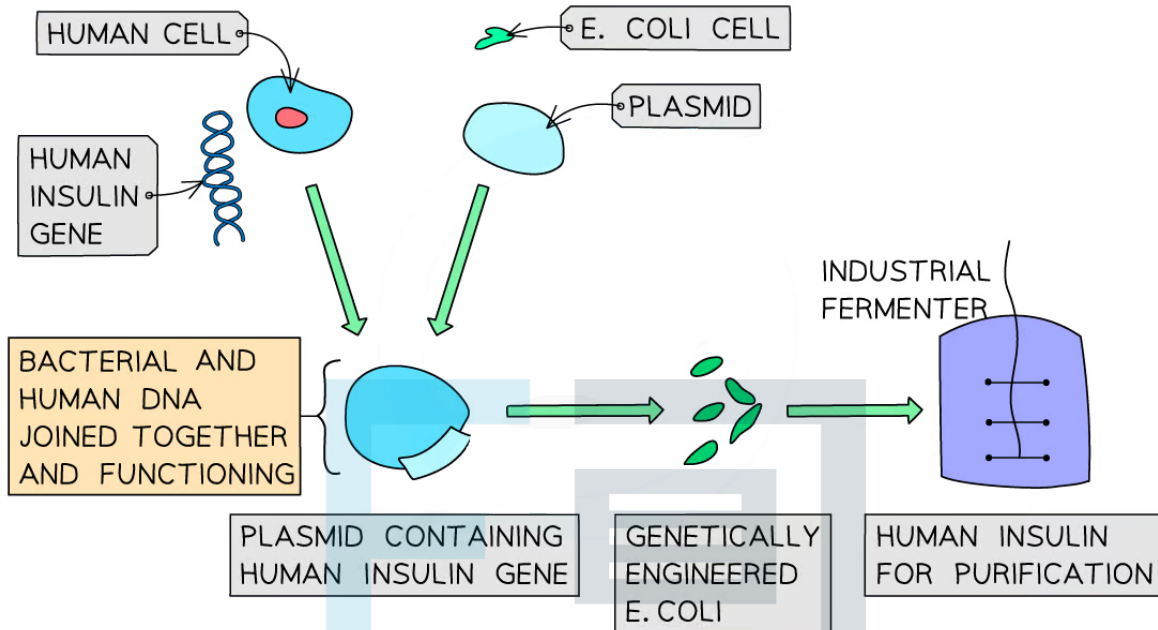 HUMAN CELL
E. COLI CELL
PLASMID
HUMAN
INSULIN
GENE
INDUSTRIAL
FERMENTER
BACTERIAL AND
HUMAN DNA
JOINED TOGETHER
AND FUNCTIONING
PLASMID CONTAINING
HUMAN INSULIN GENE
GENETICALLY
ENGINEERED
E. COLI
HUMAN INSULIN
FOR PURIFICATION